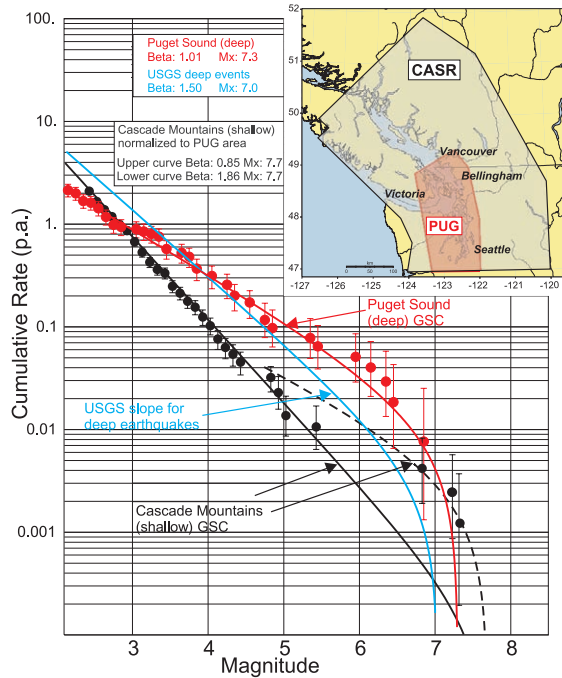 100.
10.
1.
0.1
0.01
0.001
Cumulative Rate (p.a.)
Puget Sound (deep)
Beta: 1.01 Mx: 7.3
USGS deep events
Beta: 1.50 Mx: 7.0
Cascade Mountains (shallow)
normalized to PUG area
Upper curve Beta: 0.85 Mx: 7.7
Lower curve Beta: 1,86 Mx: 7.7
52
51
50
49
48
47
CASR
Vancouver
Bellingham
Victoria
PUG
Seattle
0 50 100
km
-127 -126 -125 -124 -123 -122 -121 -120
Puget Sound
(deep) GSC
USGS slope for
deep earthquakes
Cascade Mountains
(shallow) GSC
3 4 5 6 7 8
Magnitude